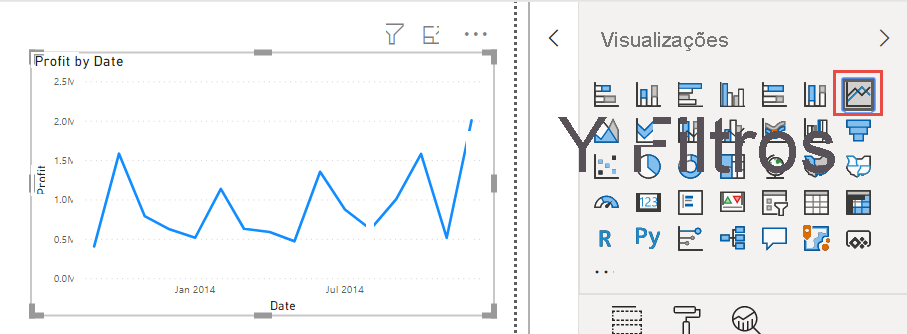 Visualizações
Profit by Date
2.5M
2.0M
1.5M
1.0M
0.5M
0.0M
Profit
Jan 2014
Jul 2014
Date
Y Filtros
123
R
Py